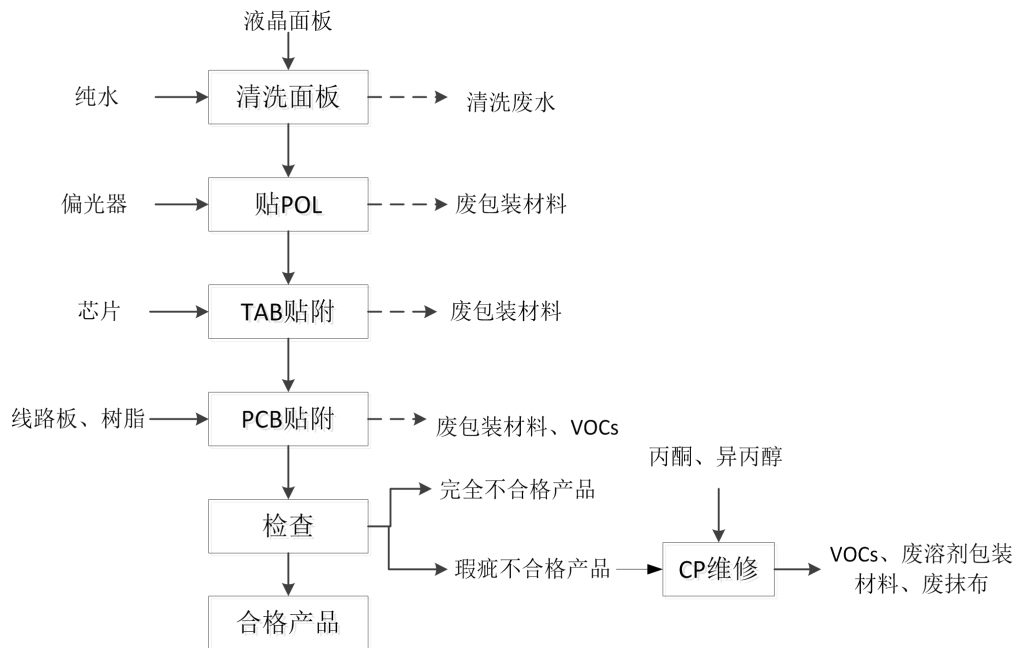 液晶面板
纯水
清洗面板
清洗废水
偏光器
贴POL
废包装材料
芯片
TAB贴附
废包装材料
线路板、树脂
PCB贴附
废包装材料、VOCs
丙酮、异丙醇
完全不合格产品
检查
瑕疵不合格产品
CP维修
VOCs、废溶剂包装
材料、废抹布
合格产品